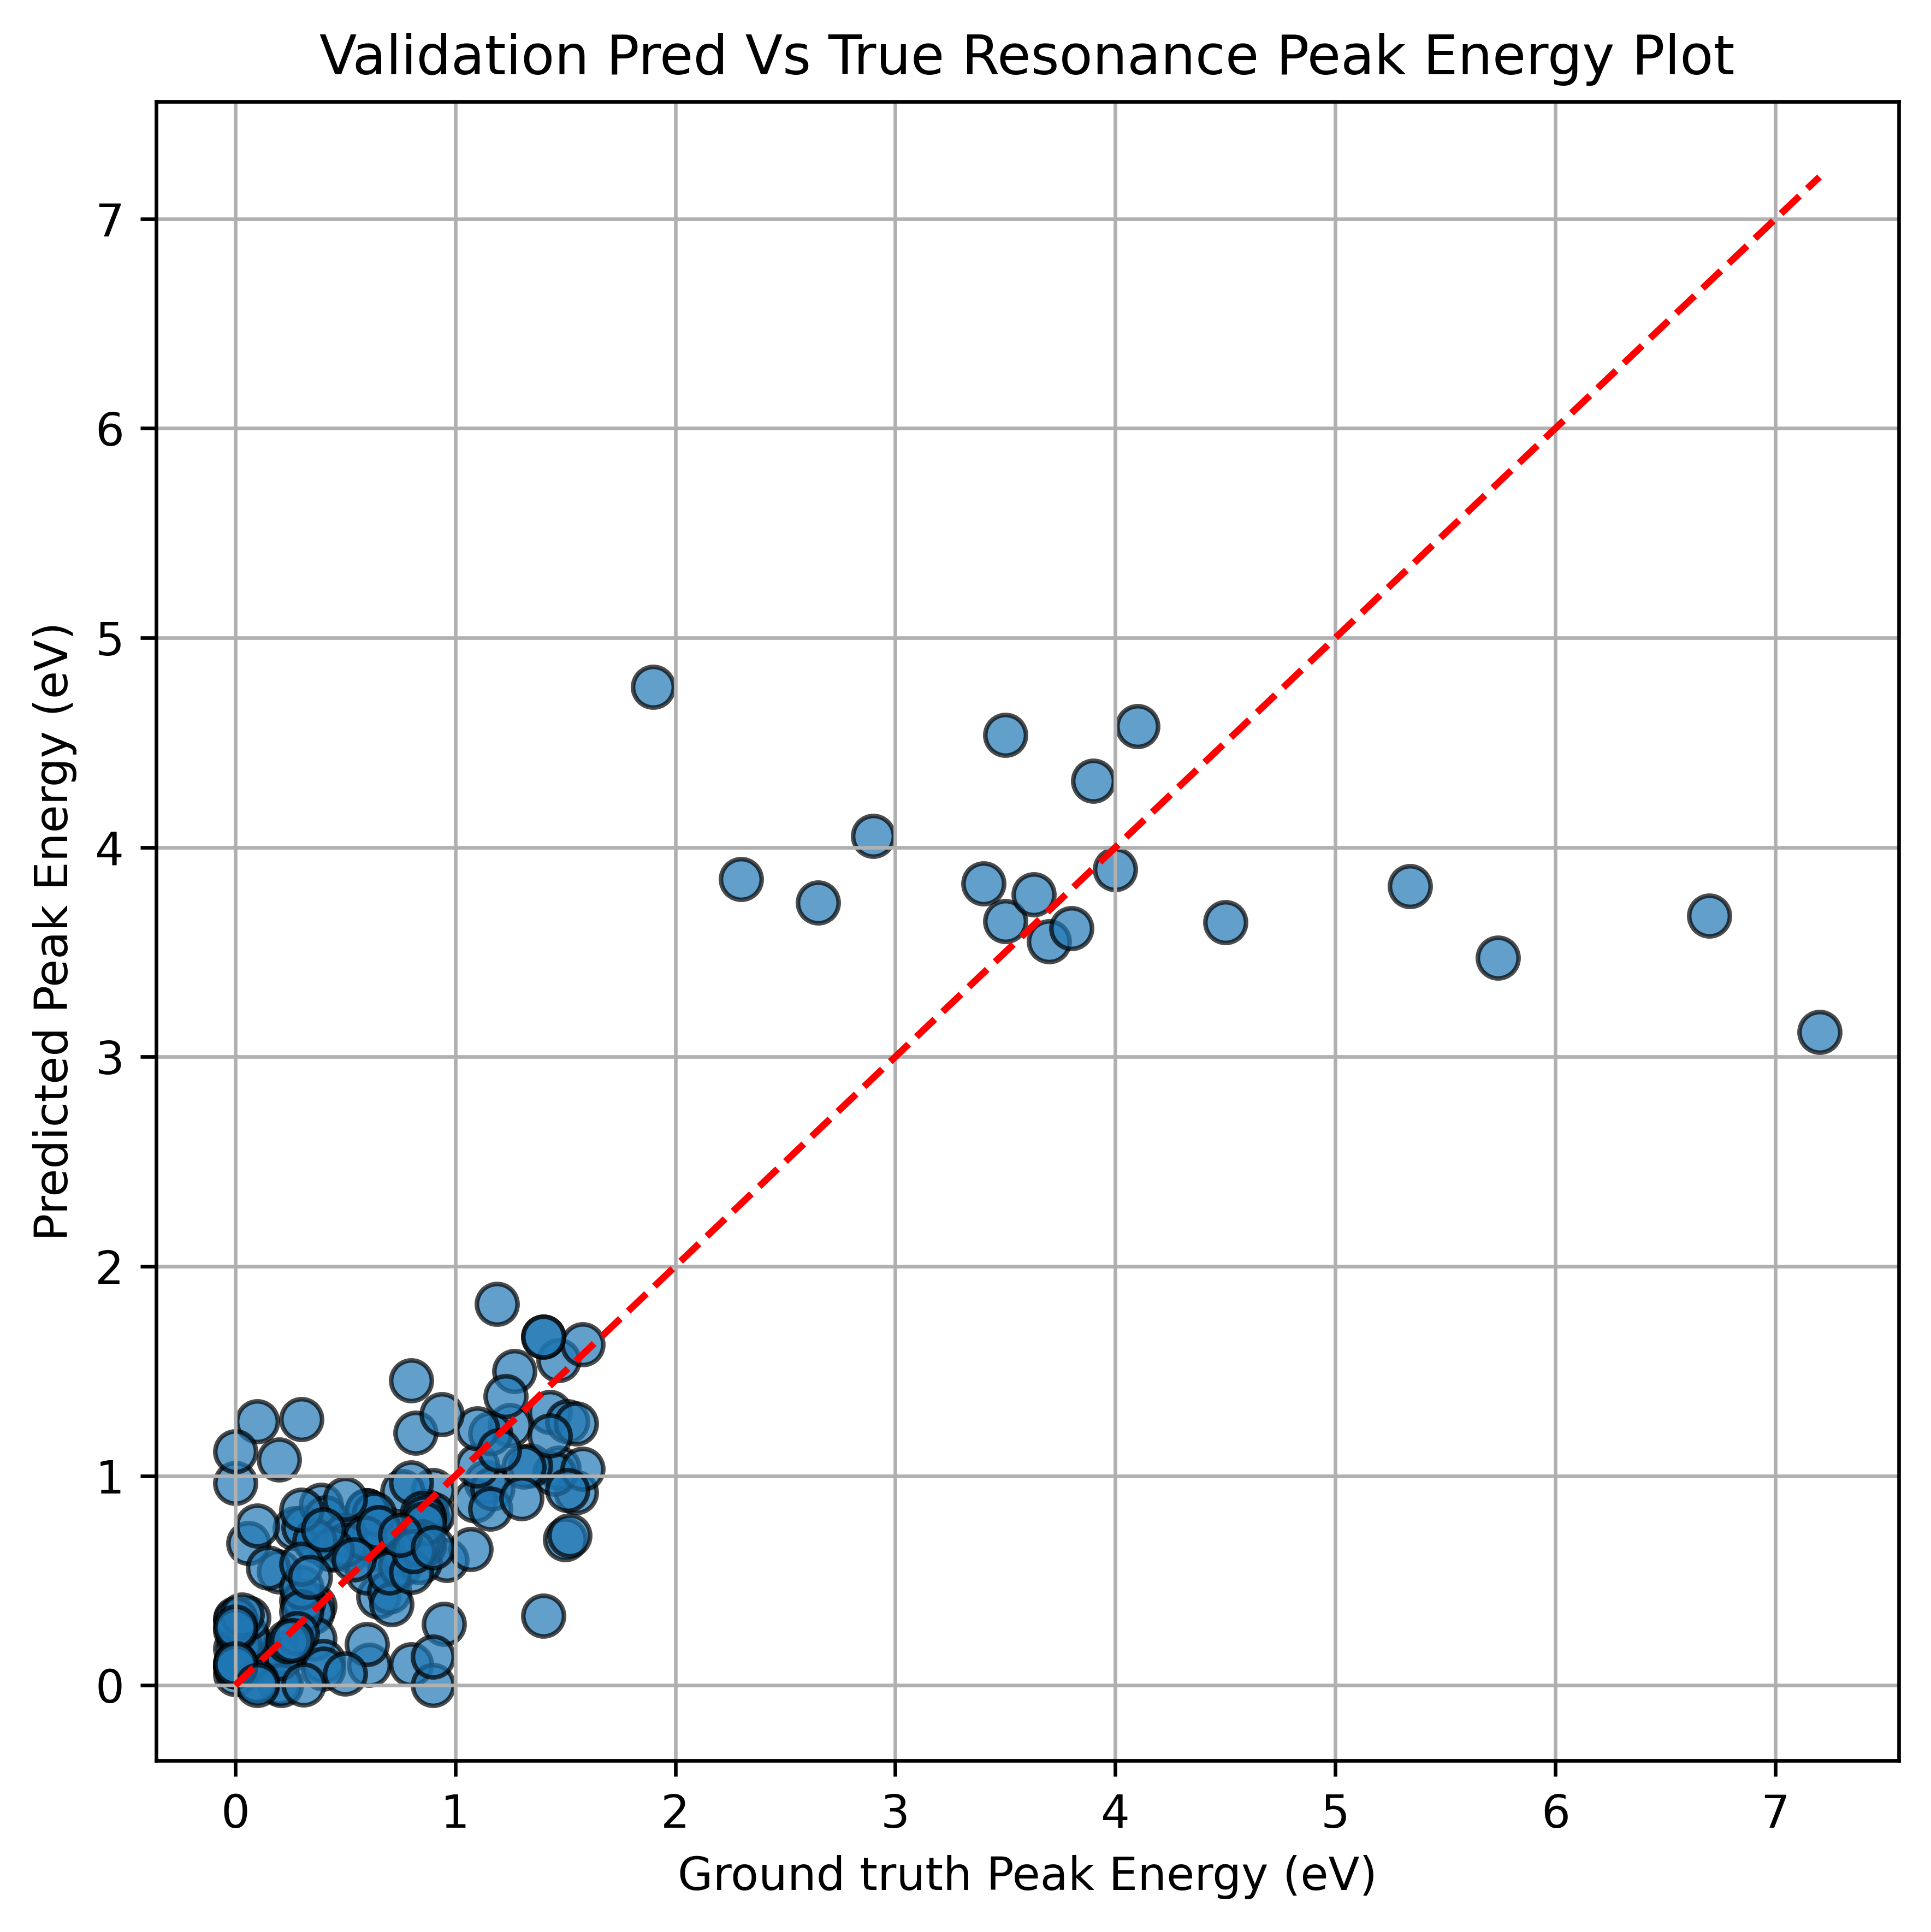 Validation Pred Vs True Resonance Peak Energy Plot
7
6
5
4
3
2
1
0
Predicted Peak Energy (eV)
0 1 2 3 4 5 6 7
Ground truth Peak Energy (eV)